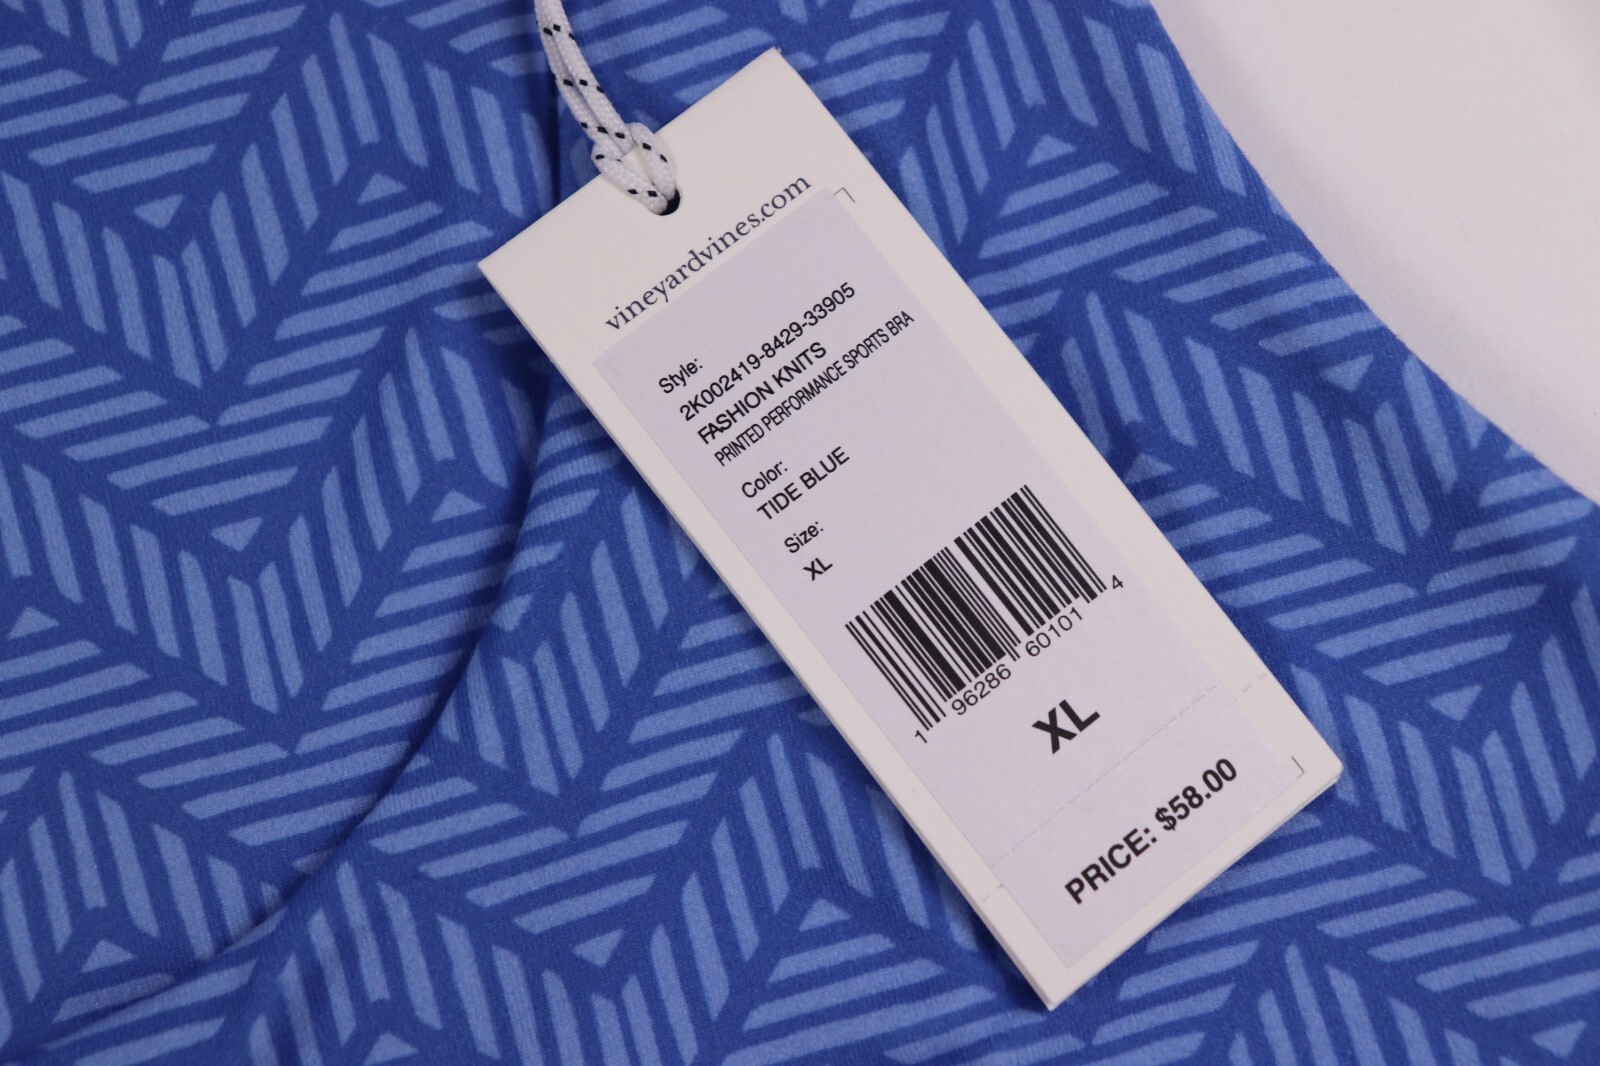 vineyardvines.com
Style:
2K002419-8429-33905
FASHION KNITS
PRINTED PERFORMANCE SPORTS BRA
Color:
TIDE BLUE
Size:
XL
1 96286 60101 4
XL
PRICE: $58.00